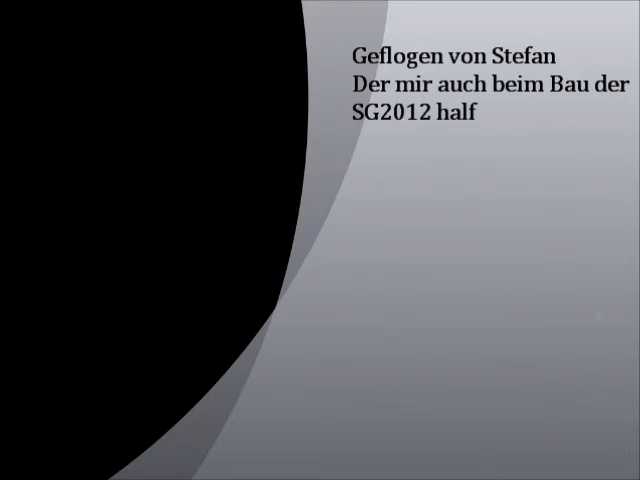 Geflogen von Stefan
Der mir auch beim Bau der
SG2012 half